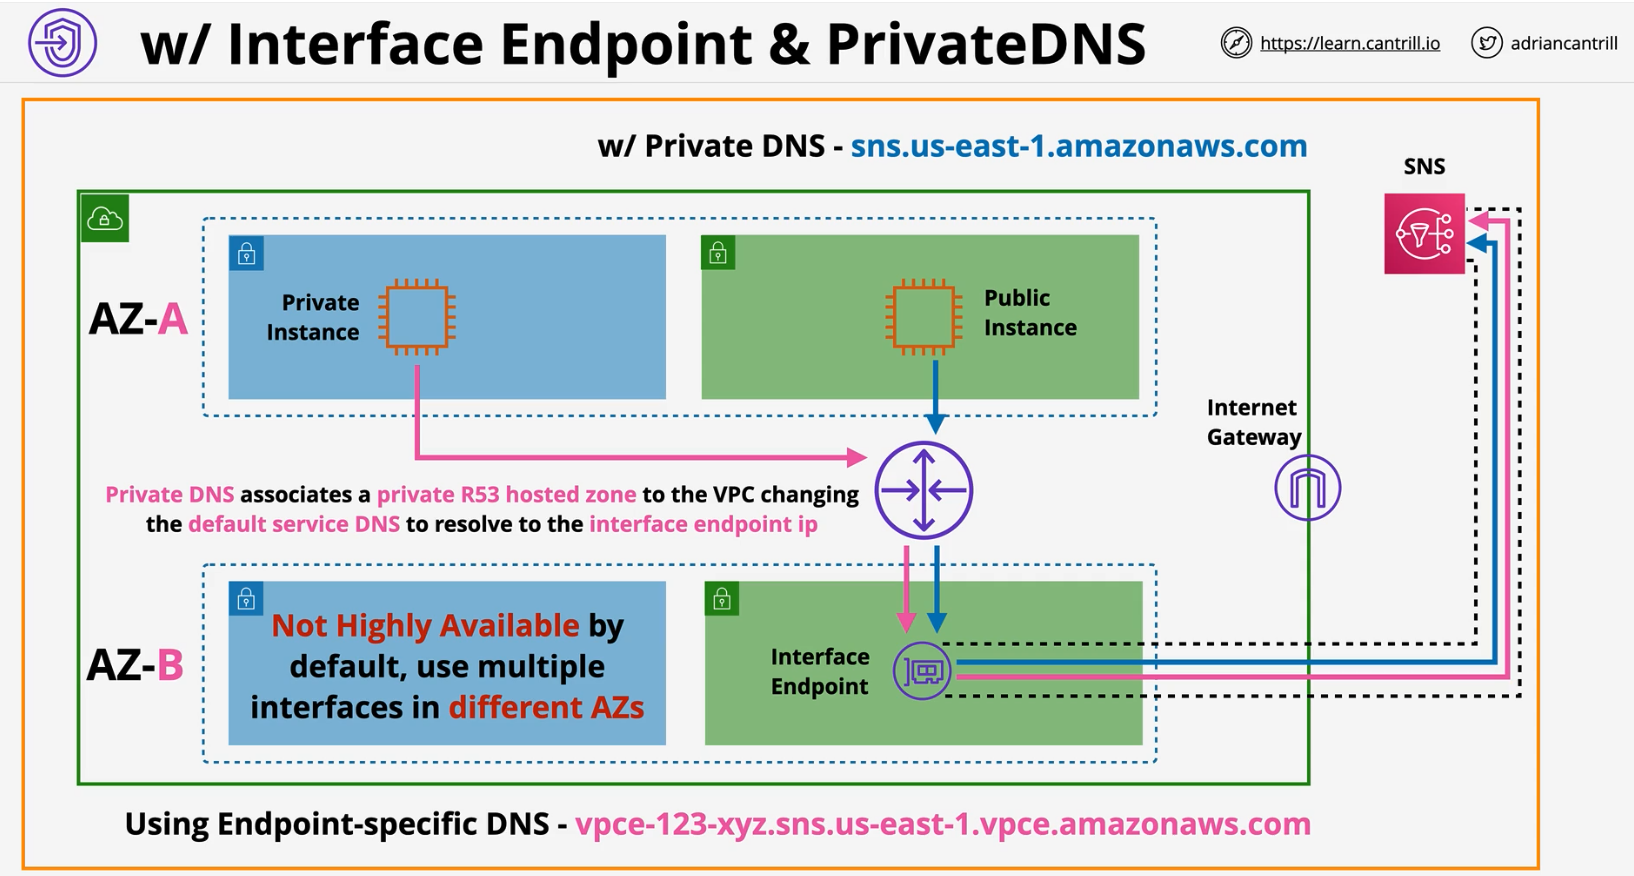 w/ Interface Endpoint & PrivateDNS
https://learn.cantrill.io
adriancantrill
w/ Private DNS - sns.us-east-1.amazonaws.com
SNS
AZ-A
Private
Instance
Public
Instance
Internet
Gateway
Private DNS associates a private R53 hosted zone to the VPC changing
the default service DNS to resolve to the interface endpoint ip
AZ-B
Not Highly Available by
default, use multiple
interfaces in different AZs
Interface
Endpoint
Using Endpoint-specific DNS - vpce-123-xyz.sns.us-east-1.vpce.amazonaws.com